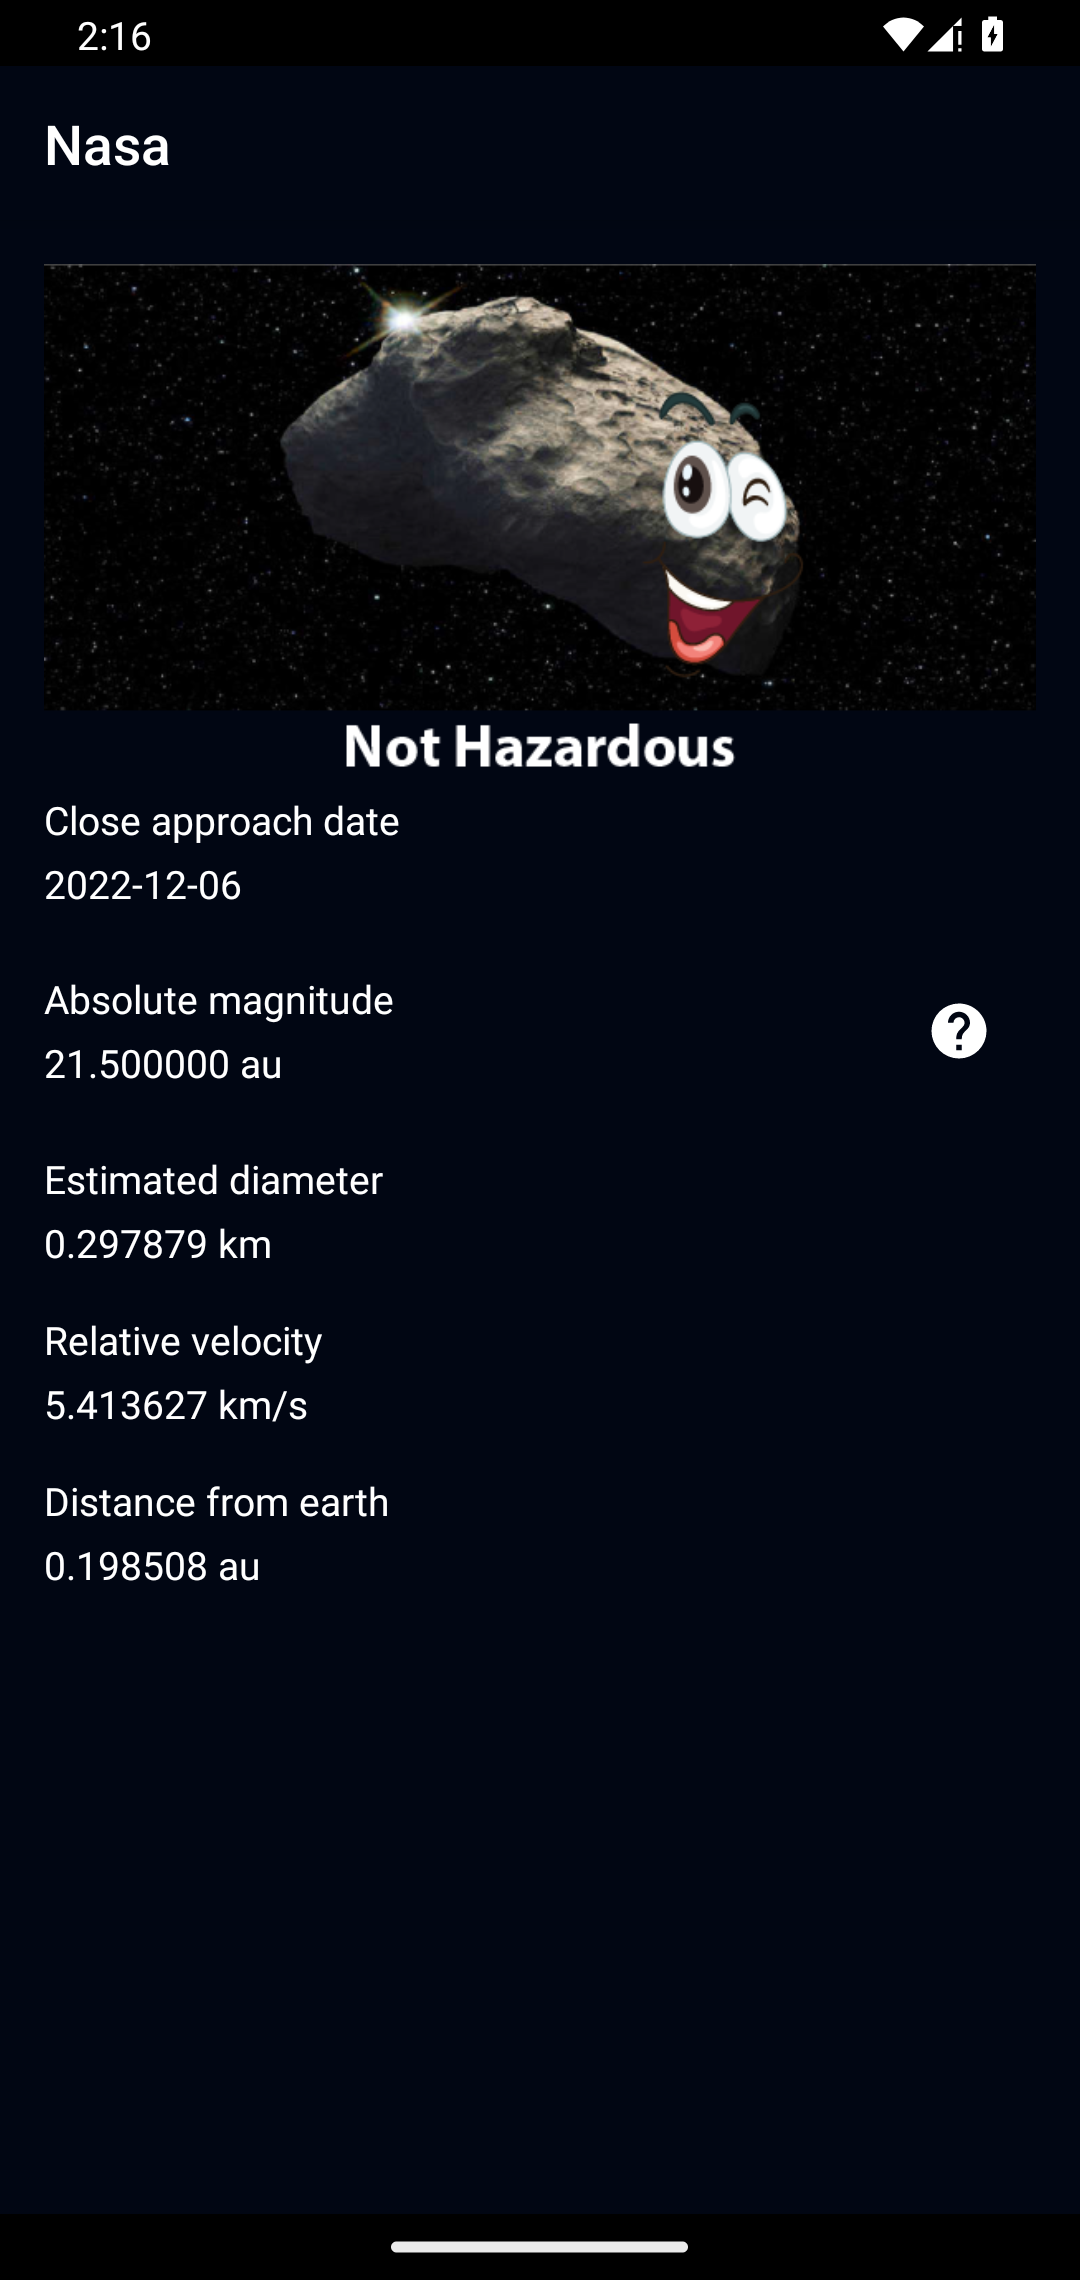 2:16
Nasa
Not Hazardous
Close approach date
2022-12-06
Absolute magnitude
21.500000 au
Estimated diameter
0.297879 km
Relative velocity
5.413627 km/s
Distance from earth
0.198508 au